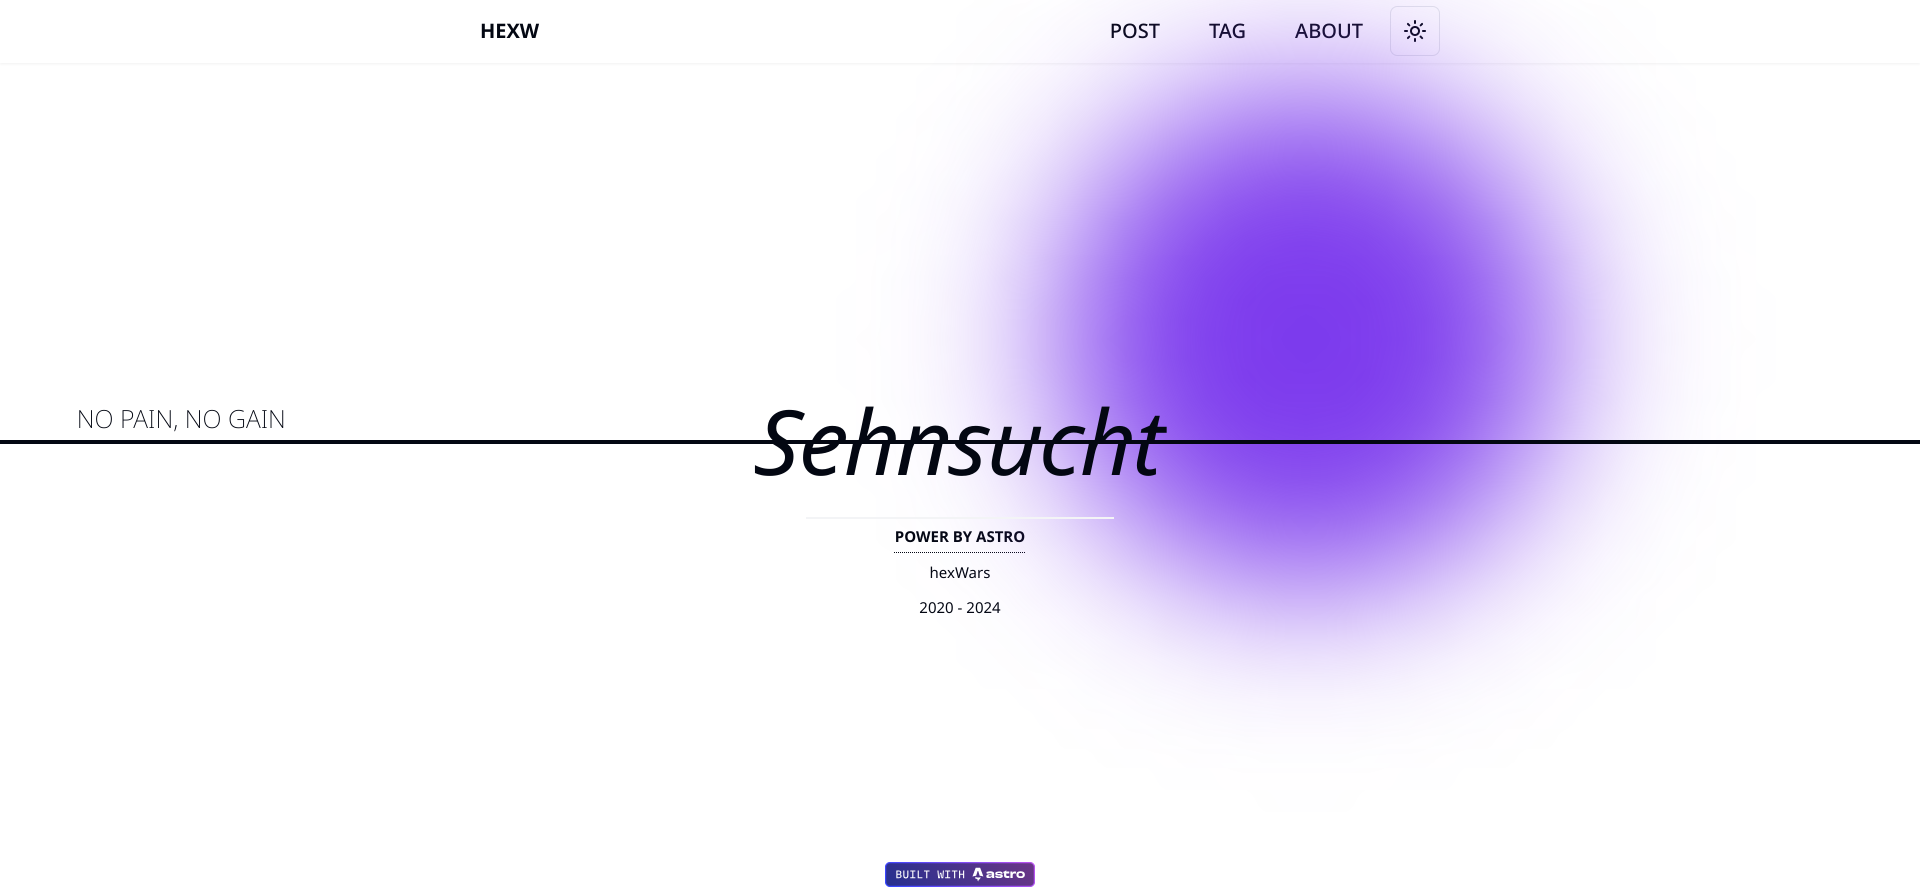 HEXW
POST
TAG
ABOUT
NO PAIN, NO GAIN
Sehnsucht
POWER BY ASTRO
hexWars
2020 - 2024
BUILT WITH astro